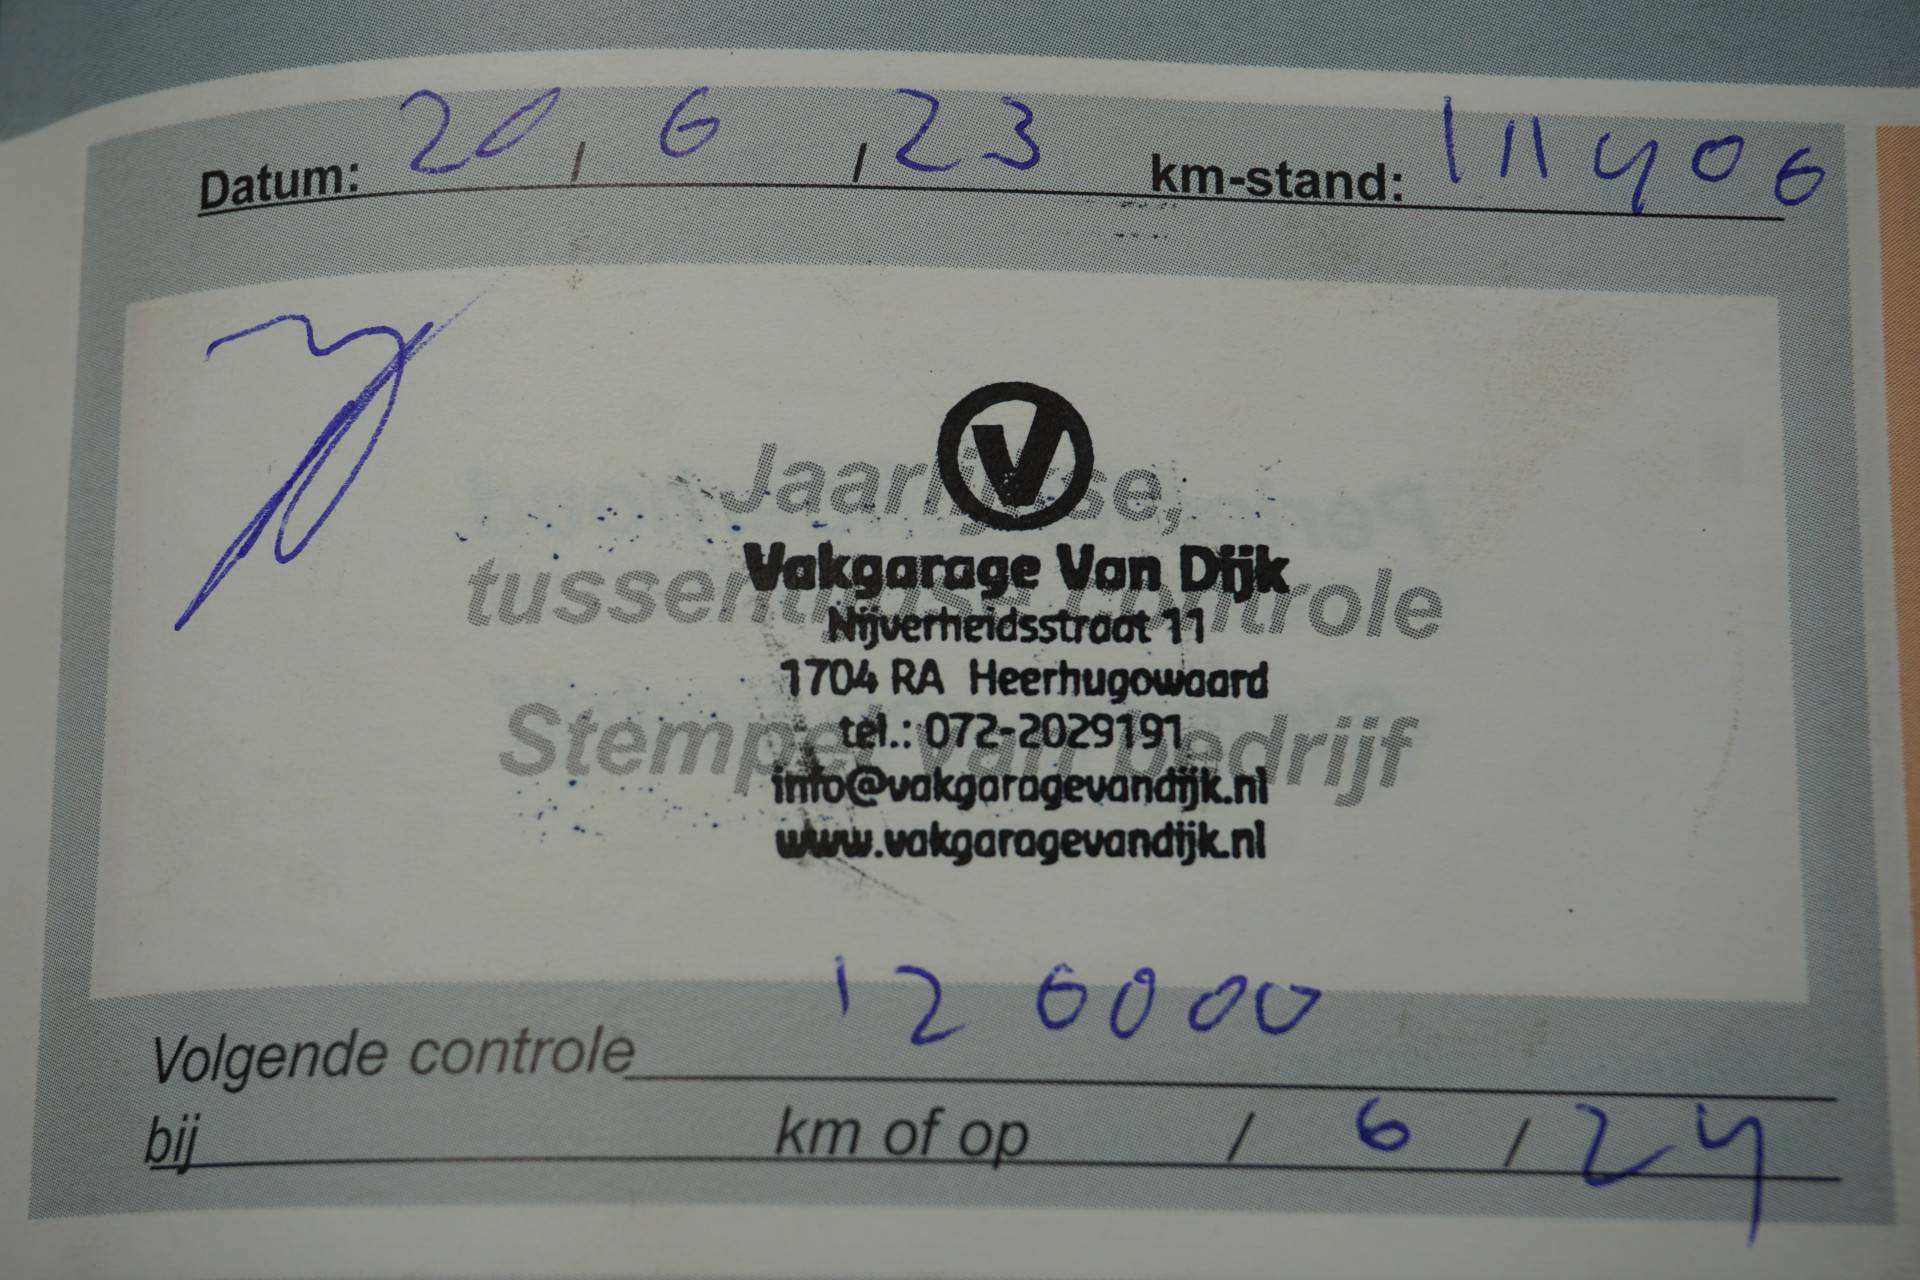 Datum: 20 / 6 / 23 km-stand: 111406
V
Jaarlijkse,
Vakgarage Van Dijk
tussentijdse controle
Nijverheidsstraat 11
1704 RA Heerhugowaard
tel.: 072-2029191
Stempel van bedrijf
info@vakgaragevandijk.nl
www.vakgaragevandijk.nl
120000
Volgende controle
bij km of op / 6 / 24